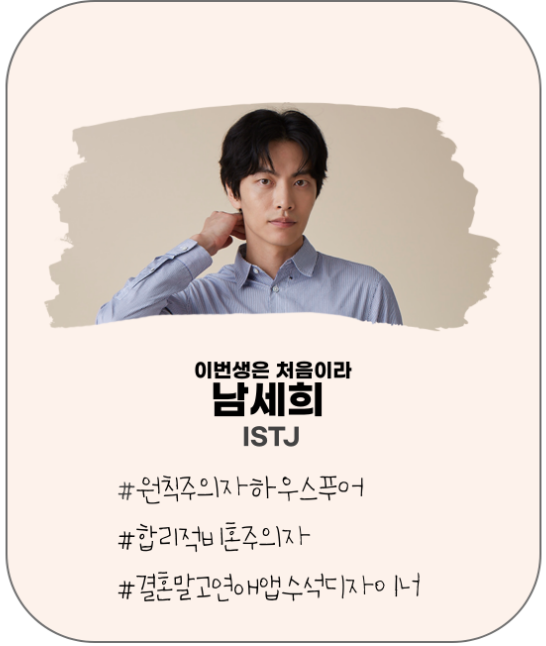 이번생은 처음이라
남세희
ISTJ
#원칙주의자하우스푸어
#합리적비혼주의자
#결혼말고연애앱수석디자이너